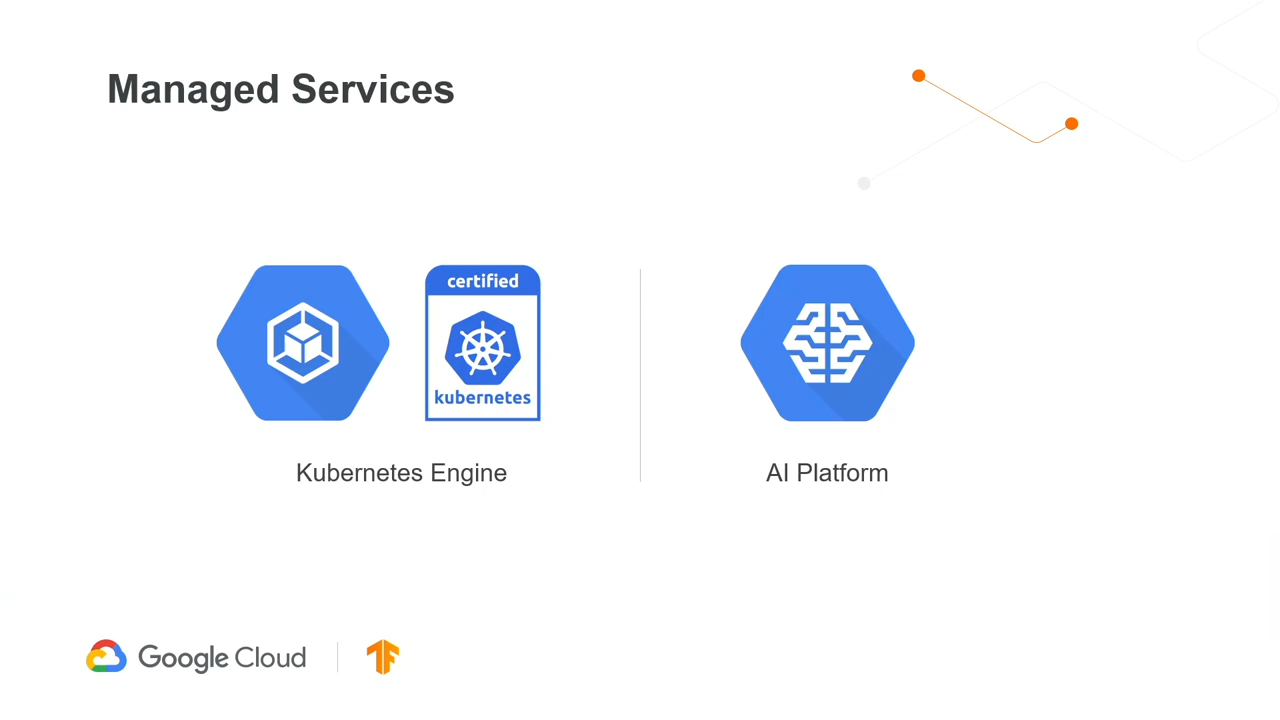 Managed Services
certified
kubernetes
Kubernetes Engine
AI Platform
Google Cloud